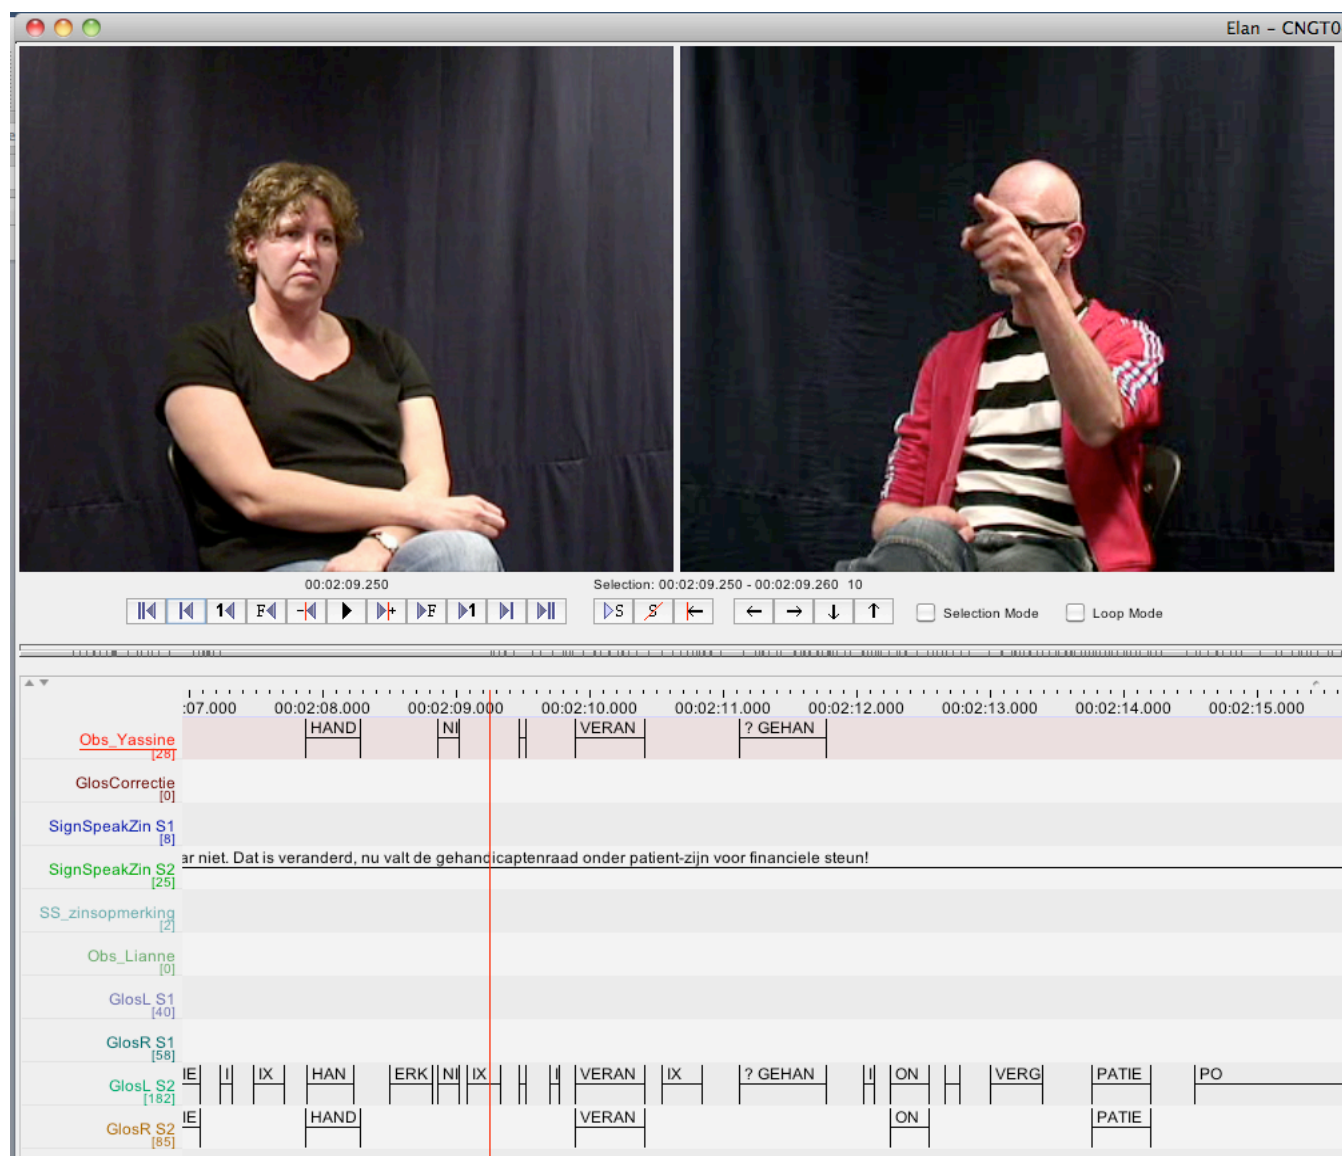 Elan - CNGT0
00:02:09.250
Selection: 00:02:09.250 - 00:02:09.260 10
1 F S S F 1
Selection Mode
Loop Mode
:07.000 00:02:08.000 00:02:09.000 00:02:10.000 00:02:11.000 00:02:12.000 00:02:13.000 00:02:14.000 00:02:15.000
Obs_Yassine HAND NI VERAN ? GEHAN
[28]
GlosCorrectie
[0]
SignSpeakZin S1
[8]
ar niet. Dat is veranderd, nu valt de gehandicaptenraad onder patient-zijn voor financiele steun!
SignSpeakZin S2
[25]
SS_zinsopmerking
[2]
Obs_Lianne
[0]
GlosL S1
[40]
GlosR S1
[58]
IE I IX HAN ERK NI IX I VERAN IX ? GEHAN I ON VERG PATIE PO
GlosL S2
[182]
IE HAND VERAN ON PATIE
GlosR S2
[85]